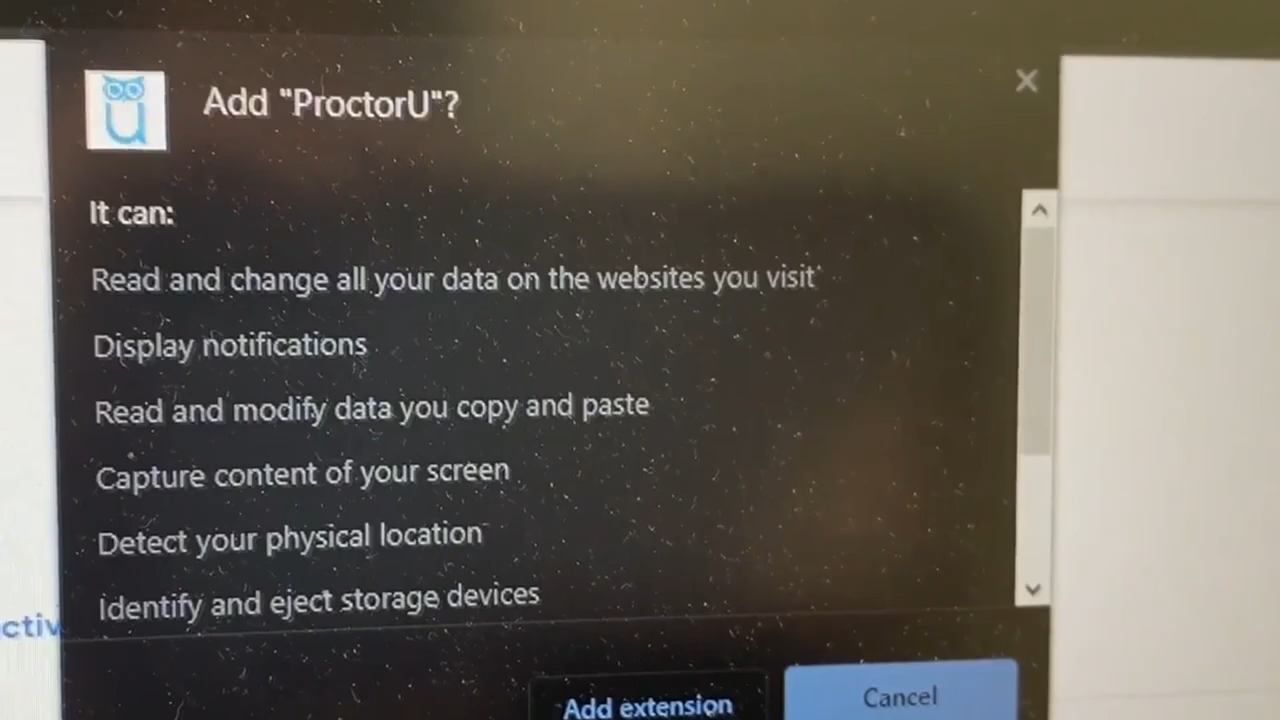 Add "ProctorU"?
It can:
Read and change all your data on the websites you visit
Display notifications
Read and modify data you copy and paste
Capture content of your screen
Detect your physical location
Identify and eject storage devices
ctiv
Add extension
Cancel